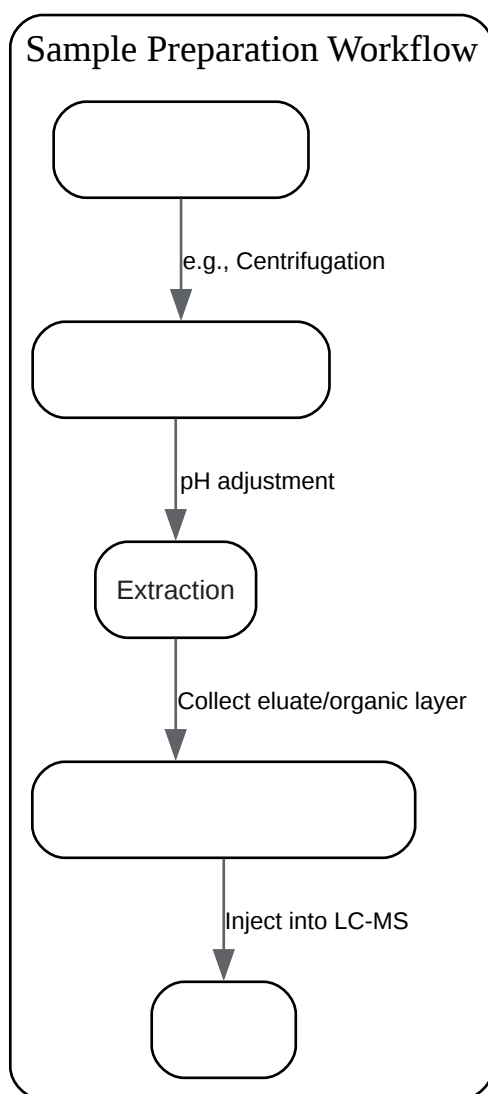 Sample Preparation Workflow
e.g., Centrifugation
pH adjustment
Extraction
Collect eluate/organic layer
Inject into LC-MS